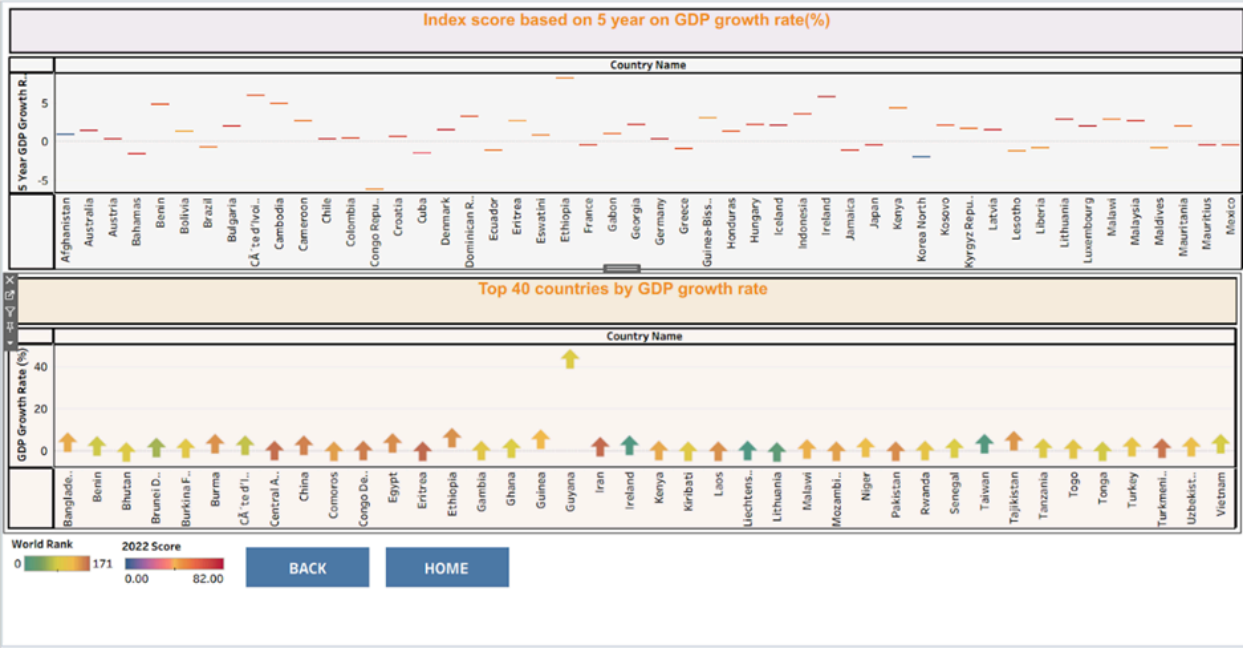 Index score based on 5 year on GDP growth rate(%)
Country Name
5 Year GDP Growth R..
5
0
-5
Afghanistan
Australia
Austria
Bahamas
Benin
Bolivia
Brazil
Bulgaria
CÃ´te d'Ivoi..
Cambodia
Cameroon
Chile
Colombia
Congo Repu..
Croatia
Cuba
Denmark
Dominican R..
Ecuador
Eritrea
Eswatini
Ethiopia
France
Gabon
Georgia
Germany
Greece
Guinea-Biss..
Honduras
Hungary
Iceland
Indonesia
Ireland
Jamaica
Japan
Kenya
Korea North
Kosovo
Kyrgyz Repu..
Latvia
Lesotho
Liberia
Lithuania
Luxembourg
Malawi
Malaysia
Maldives
Mauritania
Mauritius
Mexico
Top 40 countries by GDP growth rate
Country Name
GDP Growth Rate (%)
40
20
0
Banglade..
Benin
Bhutan
Brunei D..
Burkina F..
Burma
CÃ´te d'I..
Central A..
China
Comoros
Congo De..
Egypt
Eritrea
Ethiopia
Gambia
Ghana
Guinea
Guyana
Iran
Ireland
Kenya
Kiribati
Laos
Liechtens..
Lithuania
Malawi
Mozambi..
Niger
Pakistan
Rwanda
Senegal
Taiwan
Tajikistan
Tanzania
Togo
Tonga
Turkey
Turkmeni..
Uzbekist..
Vietnam
World Rank
0 171
2022 Score
0.00 82.00
BACK
HOME